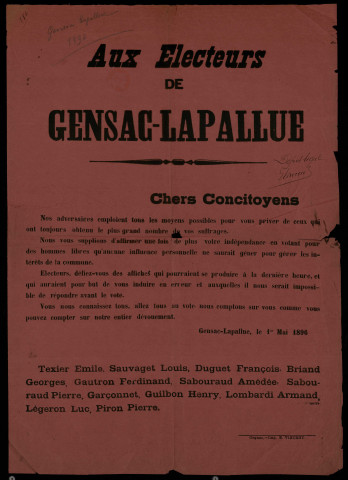 Aux Electeurs
DE
GENSAC-LAPALLUE
Chers Concitoyens
Nos adversaires emploient tous les moyens possibles pour vous priver de ceux qui
ont toujours obtenu le plus grand nombre de vos suffrages.
Nous vous supplions d'affirmer une fois de plus votre indépendance en votant pour
des hommes libres qu'aucune influence personnelle ne saurait gêner pour gérer les in-
térêts de la commune.
Electeurs, défiez-vous des affiches qui pourraient se produire à la dernière heure, et
qui auraient pour but de vous induire en erreur et auxquelles il nous serait impossi-
ble de répondre avant le vote.
Vous nous connaissez tous, allez tous au vote nous comptons sur vous comme vous
pouvez compter sur notre entier dévouement.
Gensac-Lapallue, le 1er Mai 1896
Texier Emile, Sauvaget Louis, Duguet François, Briand
Georges, Gautron Ferdinand, Sabouraud Amédée, Sabou-
raud Pierre, Garçonnet, Guilbon Henry, Lombardi Armand,
Légeron Luc, Piron Pierre.